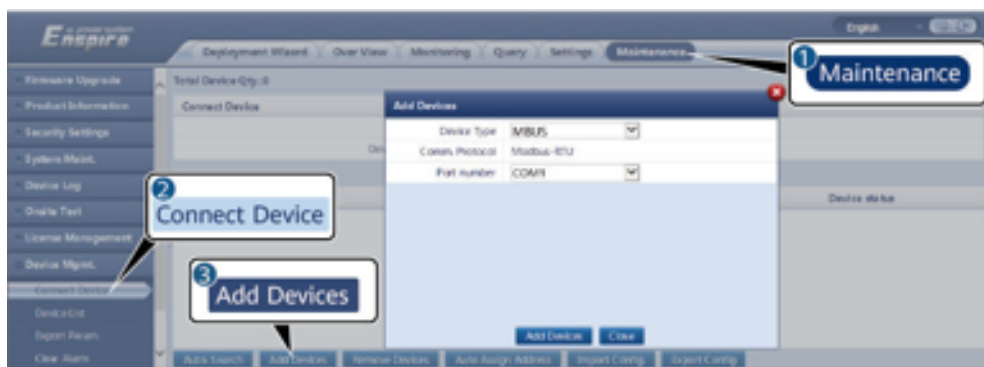 Enspire
English
Deployment Wizard
Over View
Monitoring
Query
Settings
Maintenance
1
Maintenance
Firmware Upgrade
Product Information
Security Settings
System Maint.
Device Log
Onsite Test
License Management
Device Mgmt.
Connect Device
Device List
Export Param.
Clear Alarm
Total Device Qty.:0
Connect Device
Device status
Add Devices
Device Type MBUS
Comm. Protocol Modbus-RTU
Port number COM1
Add Devices Close
2
Connect Device
3
Add Devices
Auto Search
Add Devices
Remove Devices
Auto Assign Address
Import Config
Export Config